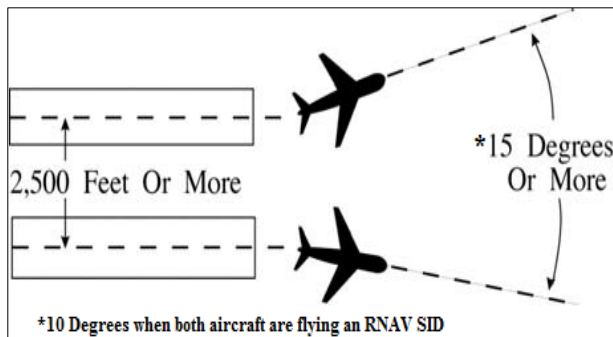 2,500 Feet Or More
*15 Degrees
Or More
*10 Degrees when both aircraft are flying an RNAV SID